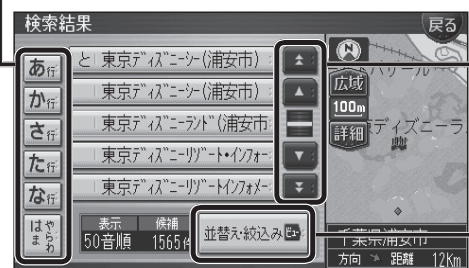 検索結果
戻る
あ行
と 東京ディズニーシー(浦安市)
か行
東京ディズニーシー(浦安市)
広域
100m
さ行
東京ディズニーランド(浦安市
詳細
ディズニーラ
た行
東京ディズニーリゾート・インフォー
な行
東京ディズニーリゾートインフォメー
は ま や ら わ
表示
50音順
候補
1565件
並替え・絞込み ビュー
千葉県浦安市
方向 距離 12Km